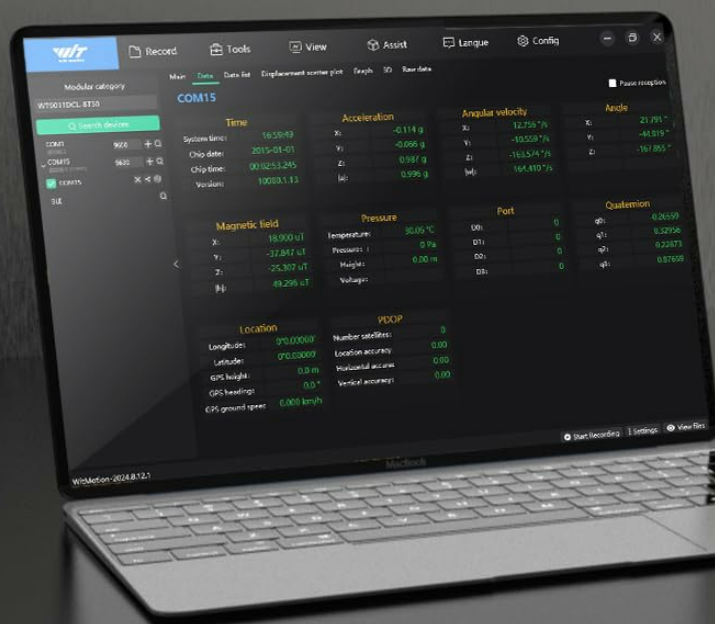 WiT
Record Tools View Assist Langue Config
Modular category
Main Data Data list Displacement scatter plot Graph 3D Raw data
WT9011DCL-BT50
COM15
Pause reception
Search devices
COM1 9600
COM15 9600
COM15
BLE
Time
System time: 16:59:49
Chip date: 2015-01-01
Chip time: 00:02:53.245
Version: 10080.1.13
Acceleration
X: -0.114 g
Y: -0.066 g
Z: 0.987 g
|a|: 0.996 g
Angular velocity
X: 12.756 °/s
Y: -10.559 °/s
Z: -163.574 °/s
|w|: 164.410 °/s
Angle
X: 21.791 °
Y: -44.019 °
Z: -167.855 °
Magnetic field
X: 18.900 uT
Y: -37.847 uT
Z: -25.307 uT
|h|: 49.296 uT
Pressure
Temperature: 30.05 °C
Pressure: : 0 Pa
Height: 0.00 m
Voltage:
Port
D0: 0
D1: 0
D2: 0
D3: 0
Quaternion
q0: 0.26550
q1: 0.32956
q2: 0.22873
q3: 0.87659
Location
Longitude: 0°0.00000'
Latitude: 0°0.00000'
GPS height: 0.0 m
GPS heading: 0.0 °
GPS ground speed: 0.000 km/h
PDOP
Number satellites: 0
Location accuracy 0.00
Horizontal accurac 0.00
Vertical accuracy: 0.00
Start Recording Settings View files
WitMotion-2024.8.12.1
MacBook